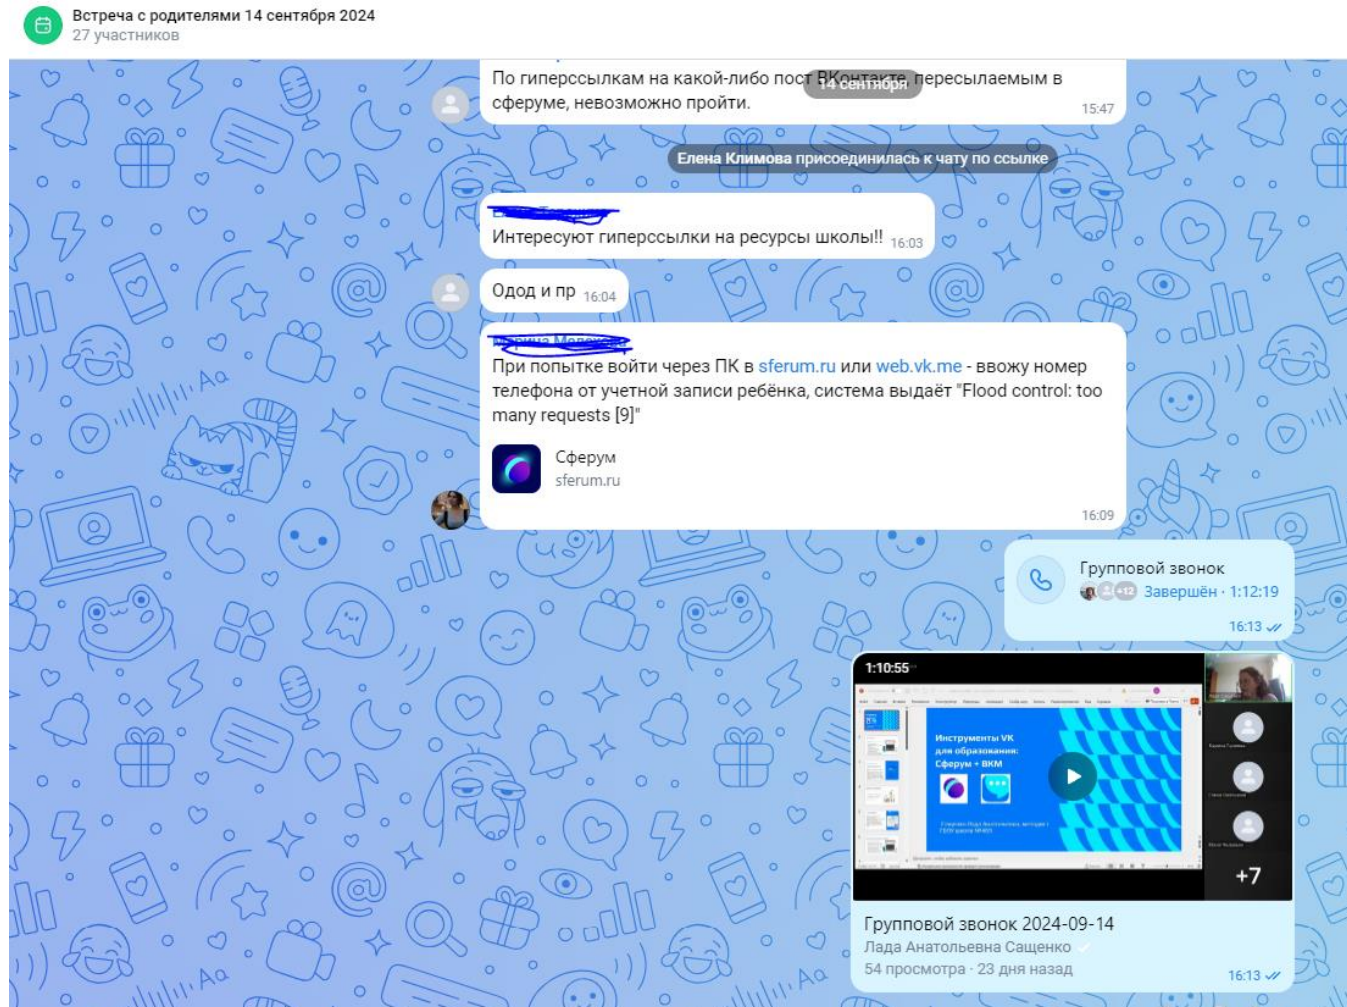 Встреча с родителями 14 сентября 2024
27 участников
По гиперссылкам на какой-либо пост ВКонтакте, пересылаемым в
14 сентября
сферуме, невозможно пройти.
15:47
Елена Климова присоединилась к чату по ссылке
Интересуют гиперссылки на ресурсы школы!! 16:03
Одод и пр 16:04
При попытке войти через ПК в sferum.ru или web.vk.me - ввожу номер
телефона от учетной записи ребёнка, система выдаёт "Flood control: too
many requests [9]"
Сферум
sferum.ru
16:09
Групповой звонок
+12 Завершён · 1:12:19
16:13
1:10:55
Инструменты VK
для образования:
Сферум + ВКМ
+7
Групповой звонок 2024-09-14
Лада Анатольевна Сащенко
54 просмотра · 23 дня назад
16:13